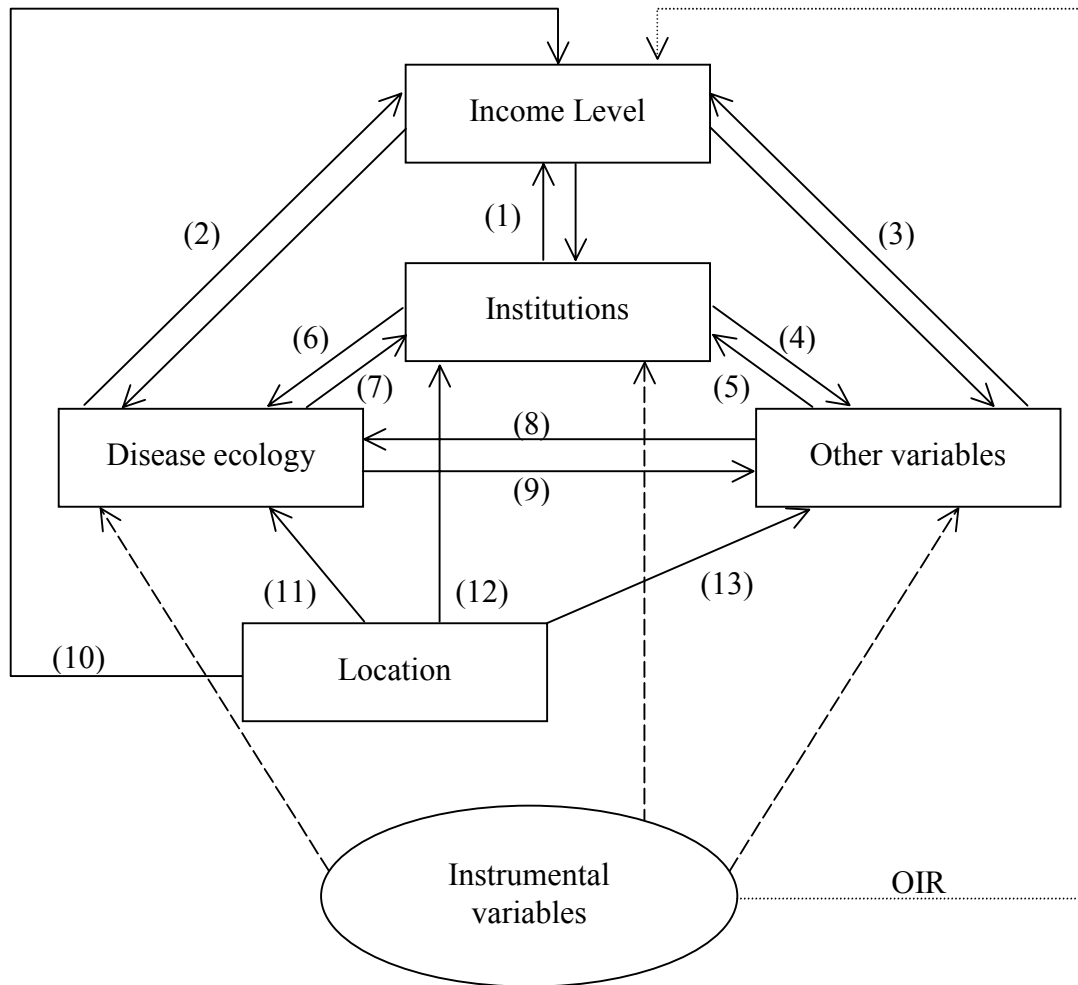 Income Level
(1)
(2)
(3)
Institutions
(6)
(4)
(7)
(5)
(8)
Disease ecology
Other variables
(9)
(11)
(12)
(13)
(10)
Location
Instrumental
variables
OIR